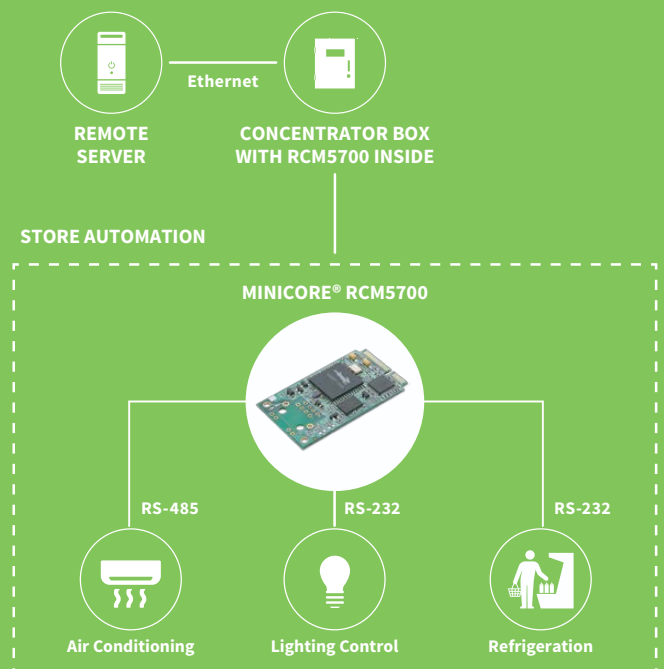 Ethernet
REMOTE
SERVER
CONCENTRATOR BOX
WITH RCM5700 INSIDE
STORE AUTOMATION
MINICORE® RCM5700
RS-485
RS-232
RS-232
Air Conditioning
Lighting Control
Refrigeration